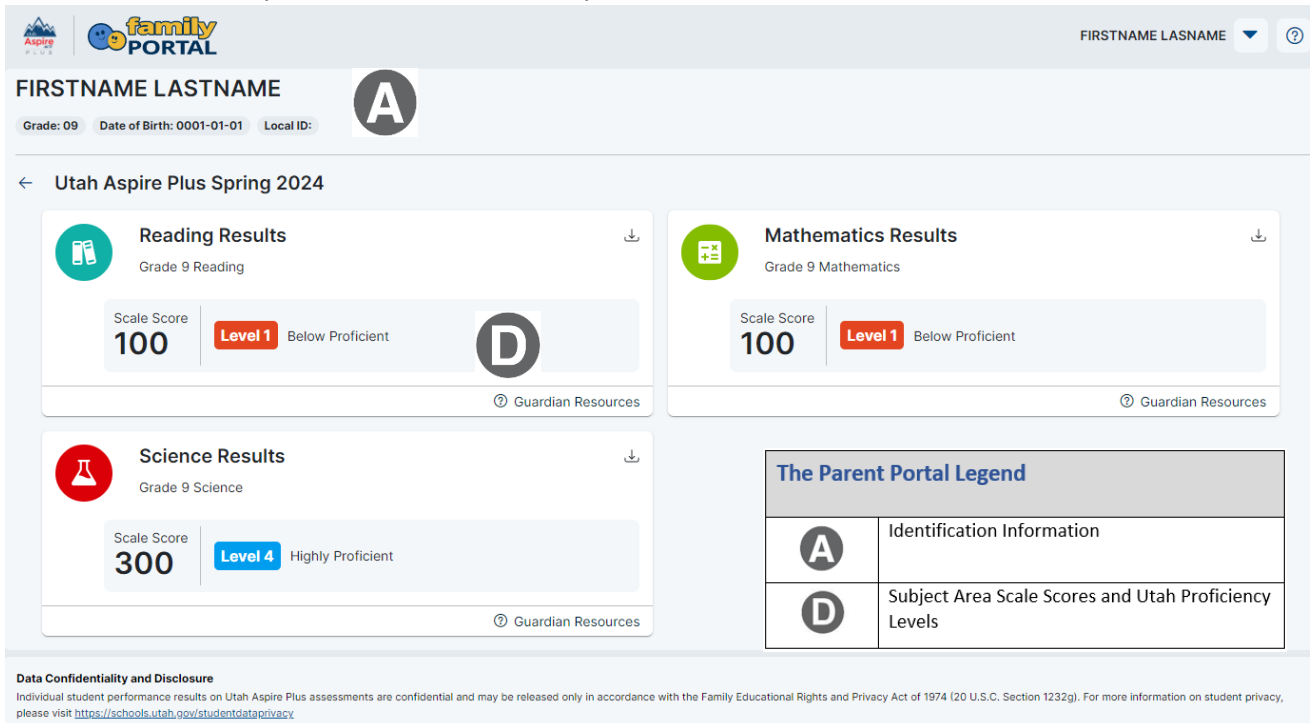 Aspire
PLUS
family
PORTAL
FIRSTNAME LASNAME
FIRSTNAME LASTNAME
A
Grade: 09 Date of Birth: 0001-01-01 Local ID:
← Utah Aspire Plus Spring 2024
Reading Results
Grade 9 Reading
Scale Score
100
Level 1 Below Proficient
D
Guardian Resources
Mathematics Results
Grade 9 Mathematics
Scale Score
100
Level 1 Below Proficient
Guardian Resources
Science Results
Grade 9 Science
Scale Score
300
Level 4 Highly Proficient
Guardian Resources
The Parent Portal Legend
A Identification Information
D Subject Area Scale Scores and Utah Proficiency
Levels
Data Confidentiality and Disclosure
Individual student performance results on Utah Aspire Plus assessments are confidential and may be released only in accordance with the Family Educational Rights and Privacy Act of 1974 (20 U.S.C. Section 1232g). For more information on student privacy,
please visit https://schools.utah.gov/studentdataprivacy